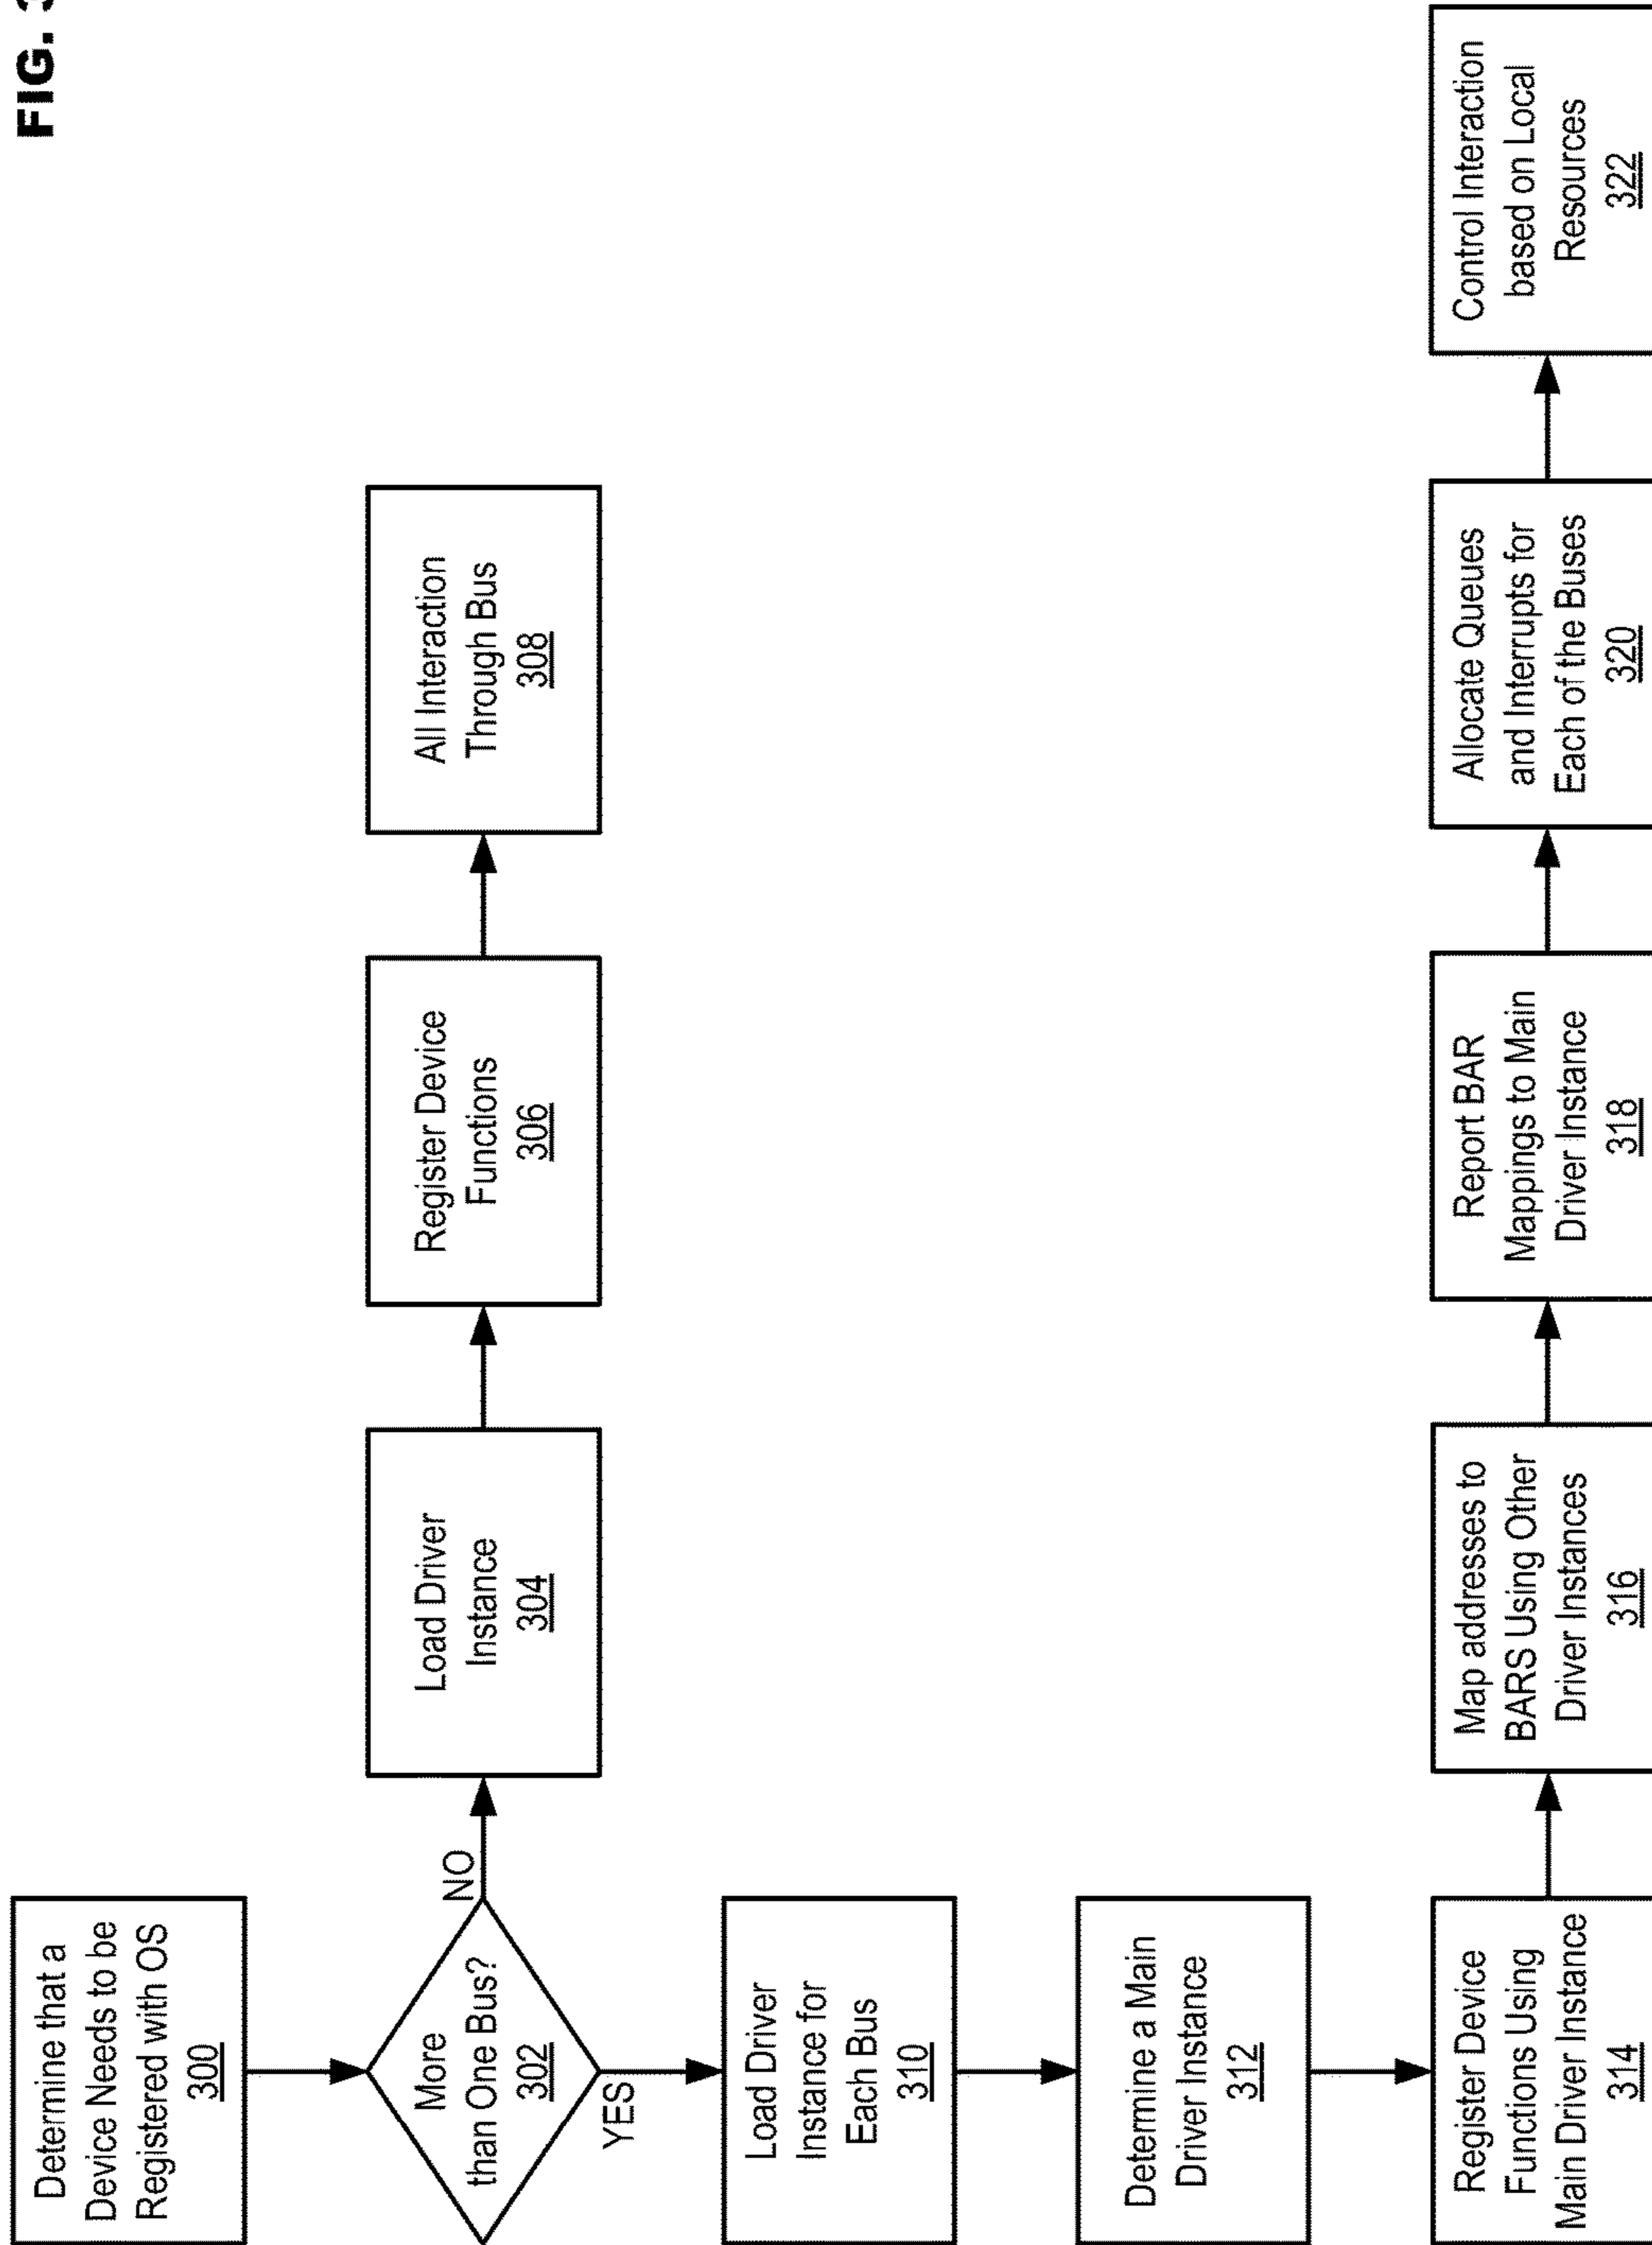 FIG. 3
Determine that a
Device Needs to be
Registered with OS
300
More
than One Bus?
302
NO
YES
Load Driver
Instance
304
Register Device
Functions
306
All Interaction
Through Bus
308
Load Driver
Instance for
Each Bus
310
Determine a Main
Driver Instance
312
Register Device
Functions Using
Main Driver Instance
314
Map addresses to
BARS Using Other
Driver Instances
316
Report BAR
Mappings to Main
Driver Instance
318
Allocate Queues
and Interrupts for
Each of the Buses
320
Control Interaction
based on Local
Resources
322